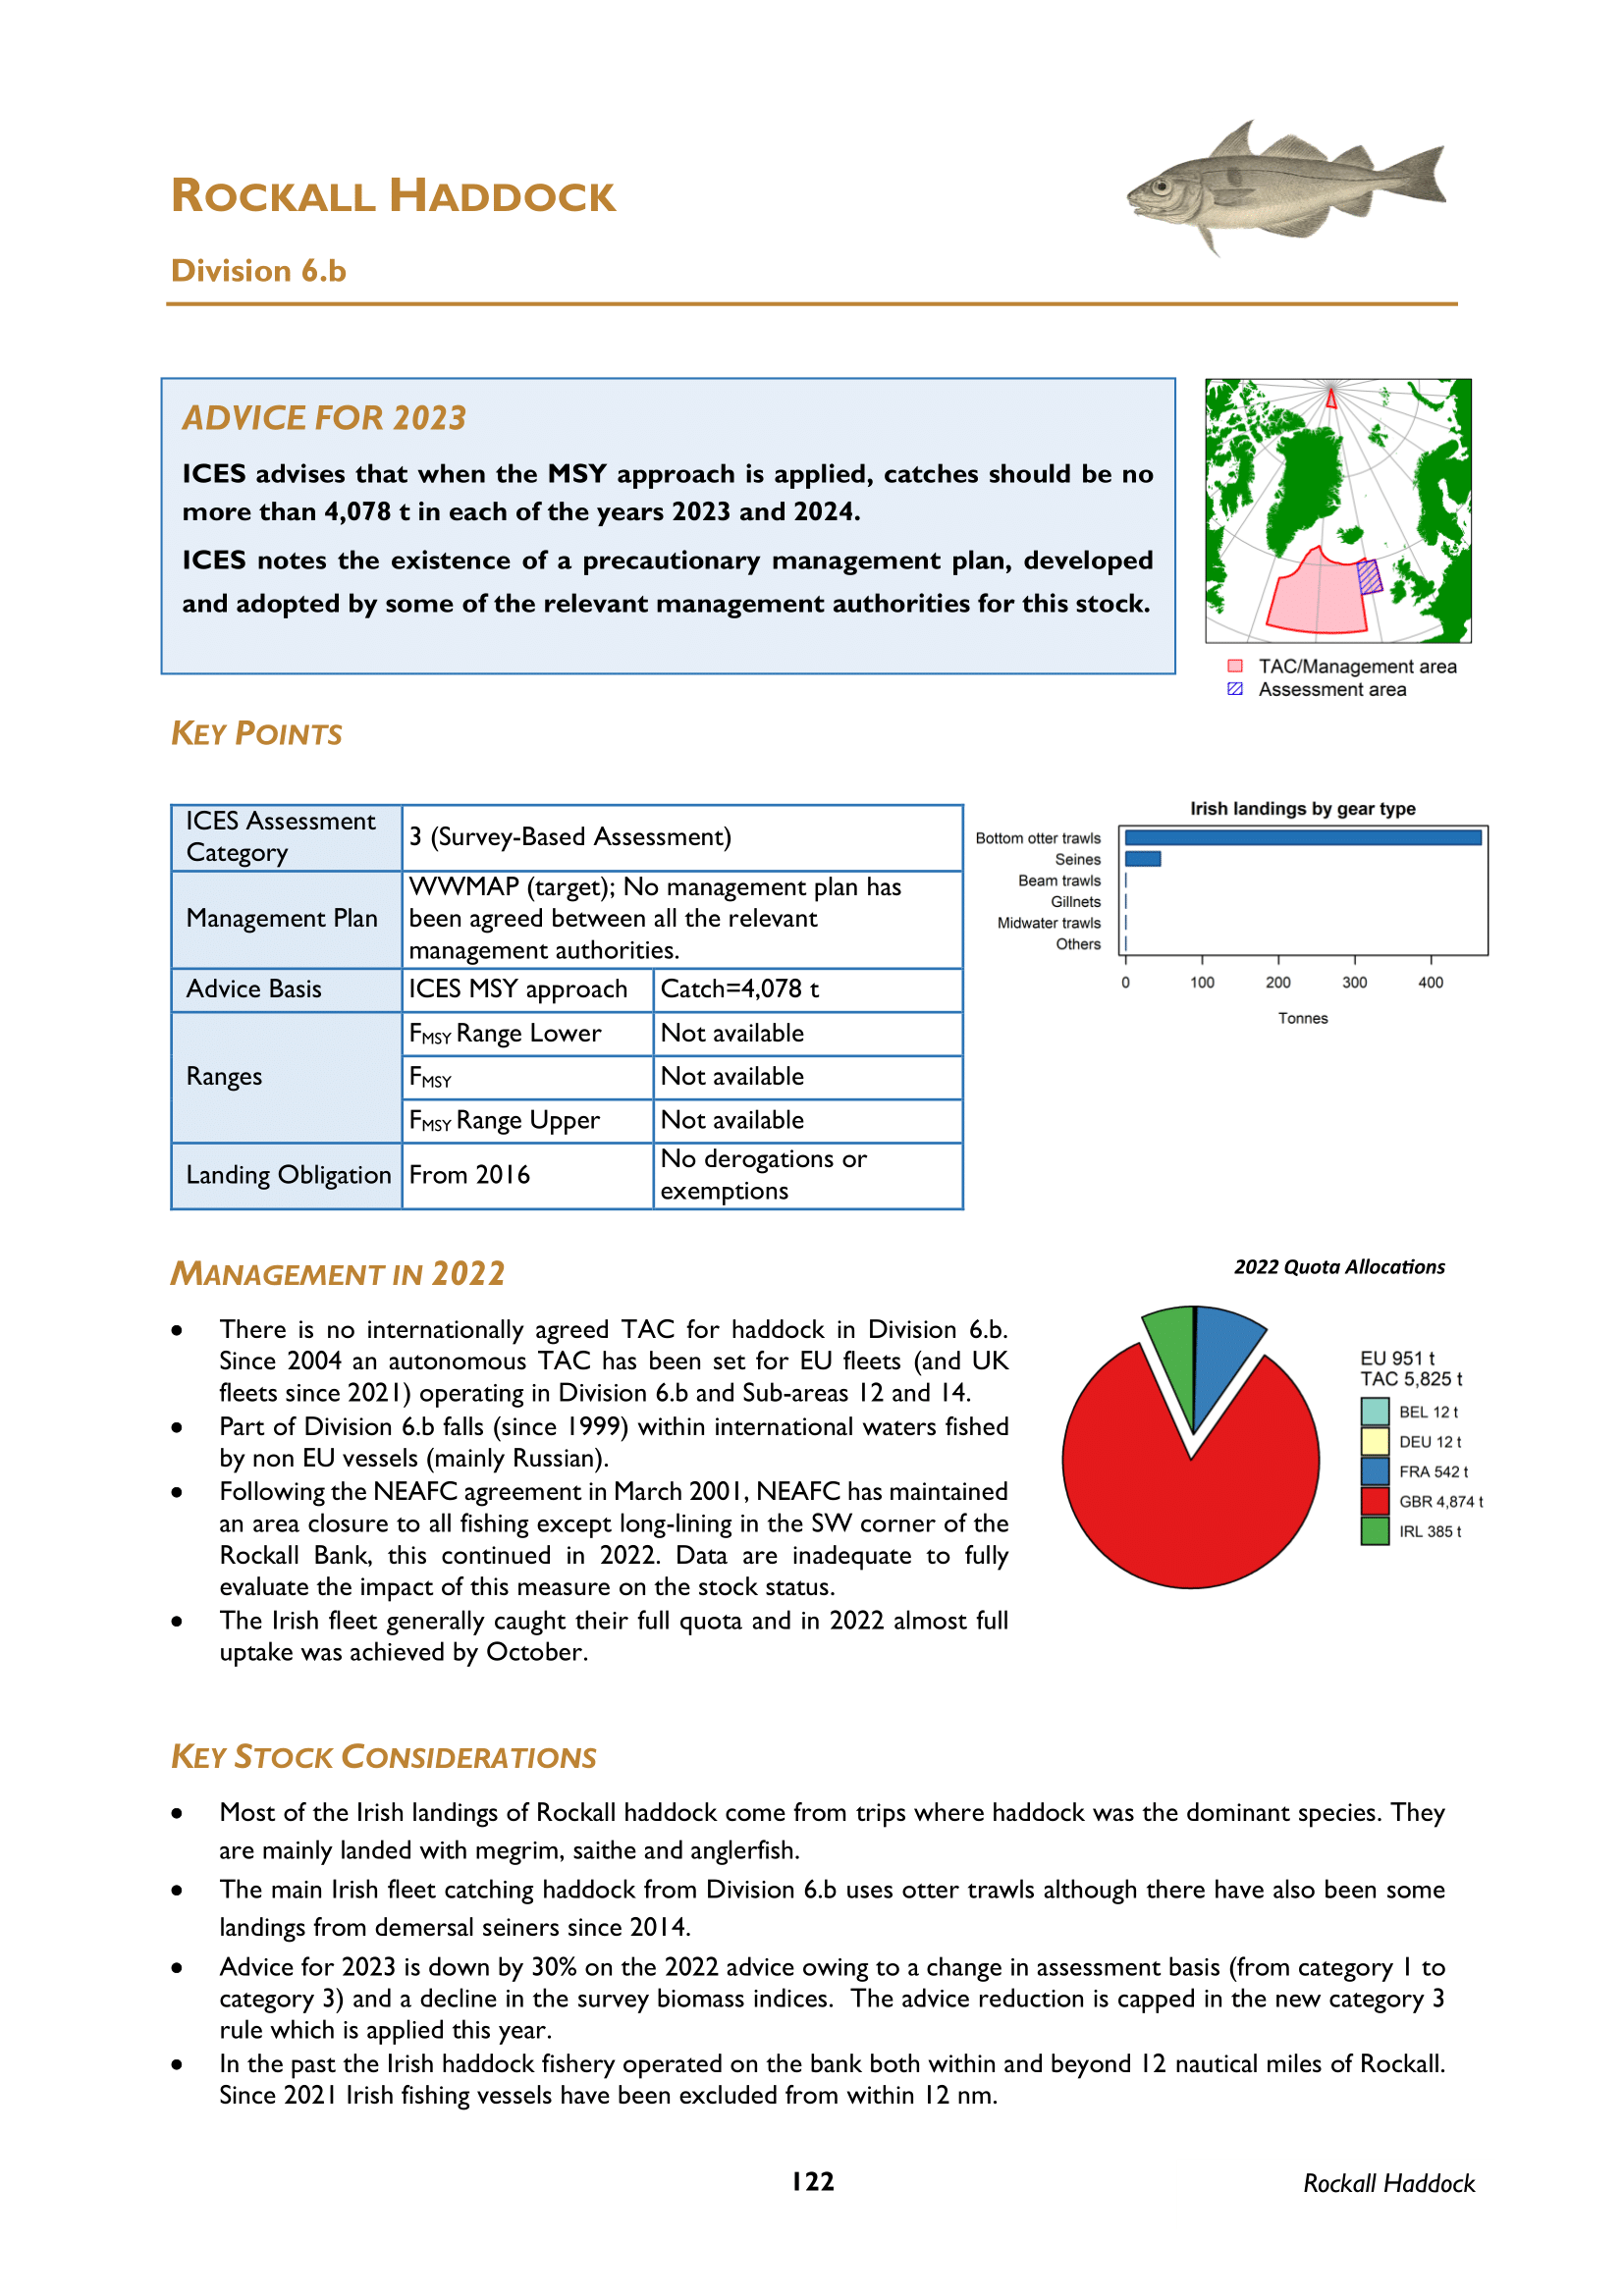 ROCKALL HADDOCK
Division 6.b
ADVICE FOR 2023
ICES advises that when the MSY approach is applied, catches should be no
more than 4,078 t in each of the years 2023 and 2024.
ICES notes the existence of a precautionary management plan, developed
and adopted by some of the relevant management authorities for this stock.
TAC/Management area
Assessment area
KEY POINTS
ICES Assessment
Category
3 (Survey-Based Assessment)
Management Plan
WWMAP (target); No management plan has
been agreed between all the relevant
management authorities.
Advice Basis
ICES MSY approach
Catch=4,078 t
Ranges
FMSY Range Lower
Not available
FMSY
Not available
FMSY Range Upper
Not available
Landing Obligation
From 2016
No derogations or
exemptions
Irish landings by gear type
Bottom otter trawls
Seines
Beam trawls
Gillnets
Midwater trawls
Others
0 100 200 300 400
Tonnes
MANAGEMENT IN 2022
• There is no internationally agreed TAC for haddock in Division 6.b.
Since 2004 an autonomous TAC has been set for EU fleets (and UK
fleets since 2021) operating in Division 6.b and Sub-areas 12 and 14.
• Part of Division 6.b falls (since 1999) within international waters fished
by non EU vessels (mainly Russian).
• Following the NEAFC agreement in March 2001, NEAFC has maintained
an area closure to all fishing except long-lining in the SW corner of the
Rockall Bank, this continued in 2022. Data are inadequate to fully
evaluate the impact of this measure on the stock status.
• The Irish fleet generally caught their full quota and in 2022 almost full
uptake was achieved by October.
2022 Quota Allocations
EU 951 t
TAC 5,825 t
BEL 12 t
DEU 12 t
FRA 542 t
GBR 4,874 t
IRL 385 t
KEY STOCK CONSIDERATIONS
• Most of the Irish landings of Rockall haddock come from trips where haddock was the dominant species. They
are mainly landed with megrim, saithe and anglerfish.
• The main Irish fleet catching haddock from Division 6.b uses otter trawls although there have also been some
landings from demersal seiners since 2014.
• Advice for 2023 is down by 30% on the 2022 advice owing to a change in assessment basis (from category 1 to
category 3) and a decline in the survey biomass indices. The advice reduction is capped in the new category 3
rule which is applied this year.
• In the past the Irish haddock fishery operated on the bank both within and beyond 12 nautical miles of Rockall.
Since 2021 Irish fishing vessels have been excluded from within 12 nm.
122
Rockall Haddock